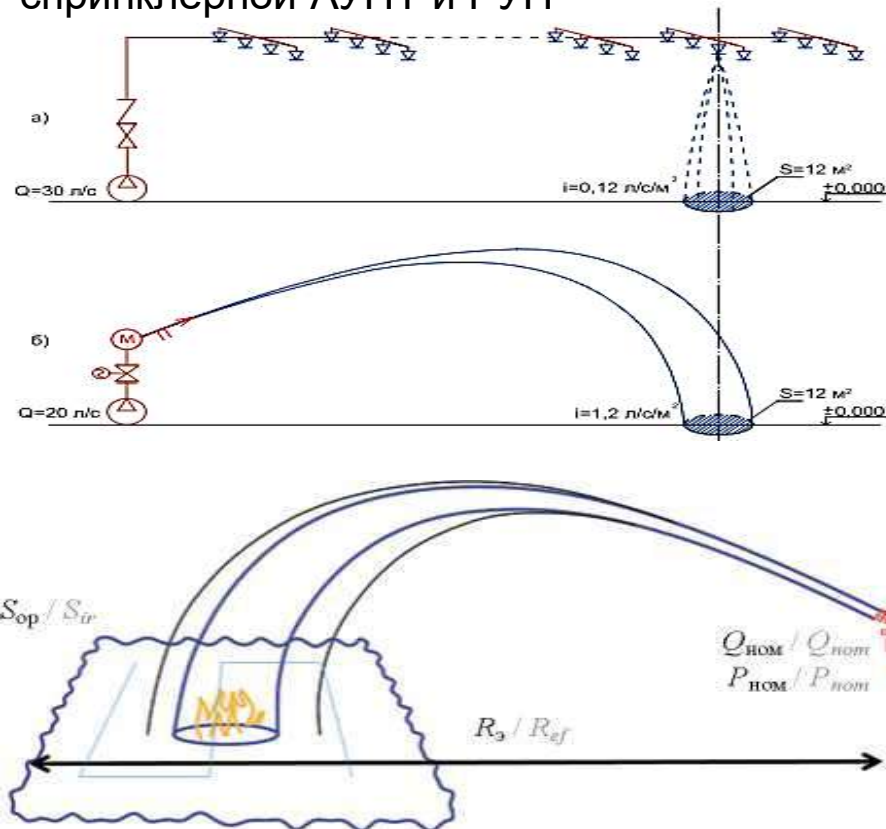 спринклерной АУПТ и РУП
а)
Q=30 л/с
i=0,12 л/с/м²
S=12 м²
±0,000
б)
М
2
Q=20 л/с
i=1,2 л/с/м²
S=12 м²
±0,000
Sор / Sir
Qном / Qnom
Pном / Pnom
Rэ / Ref